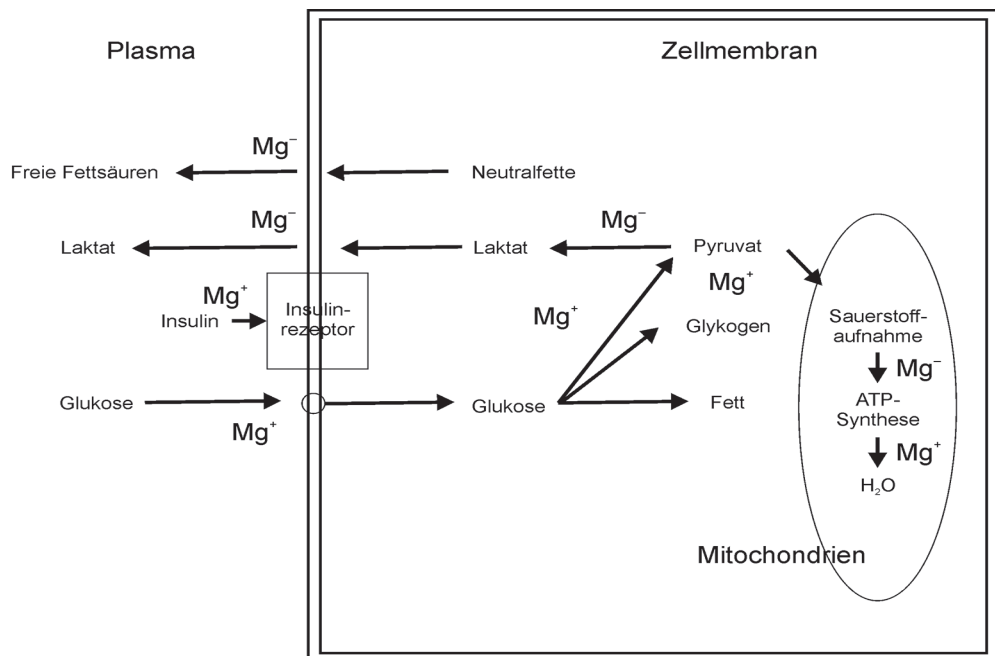 Plasma
Zellmembran
Mg⁻
Freie Fettsäuren
Neutralfette
Mg⁻
Mg⁻
Laktat
Laktat
Pyruvat
Mg⁺
Mg⁺
Insulin
Insulin-
rezeptor
Mg⁺
Glykogen
Sauerstoff-
aufnahme
Mg⁻
Glukose
Mg⁺
Glukose
Fett
ATP-
Synthese
Mg⁺
H₂O
Mitochondrien